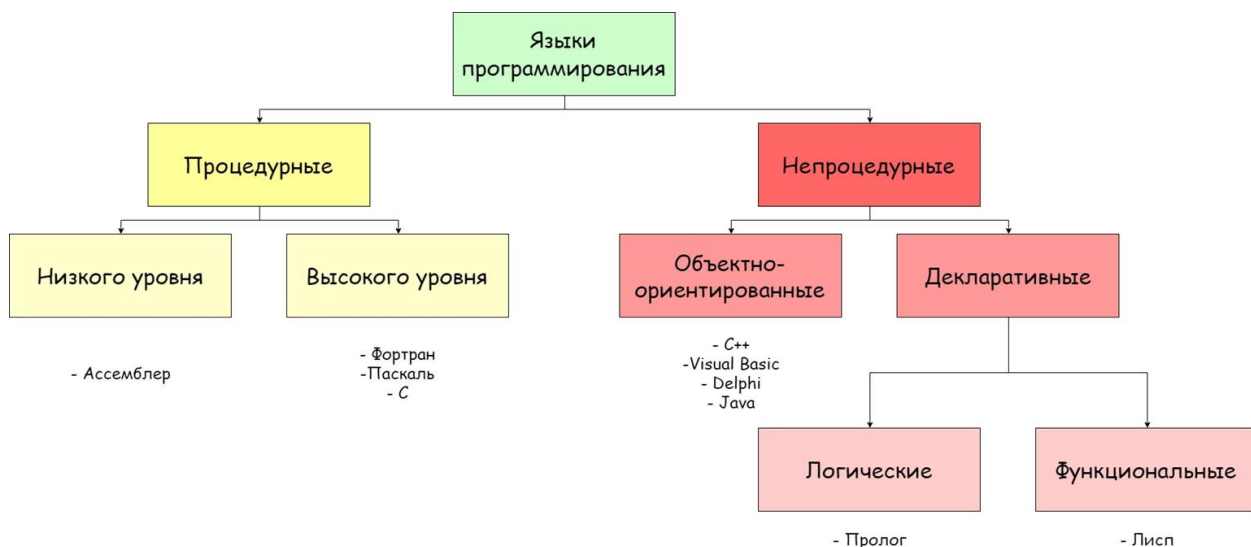 Языки
программирования
Процедурные
Непроцедурные
Низкого уровня
Высокого уровня
Объектно-
ориентированные
Декларативные
- Ассемблер
- Фортран
-Паскаль
- С
- С++
-Visual Basic
- Delphi
- Java
Логические
Функциональные
- Пролог
- Лисп